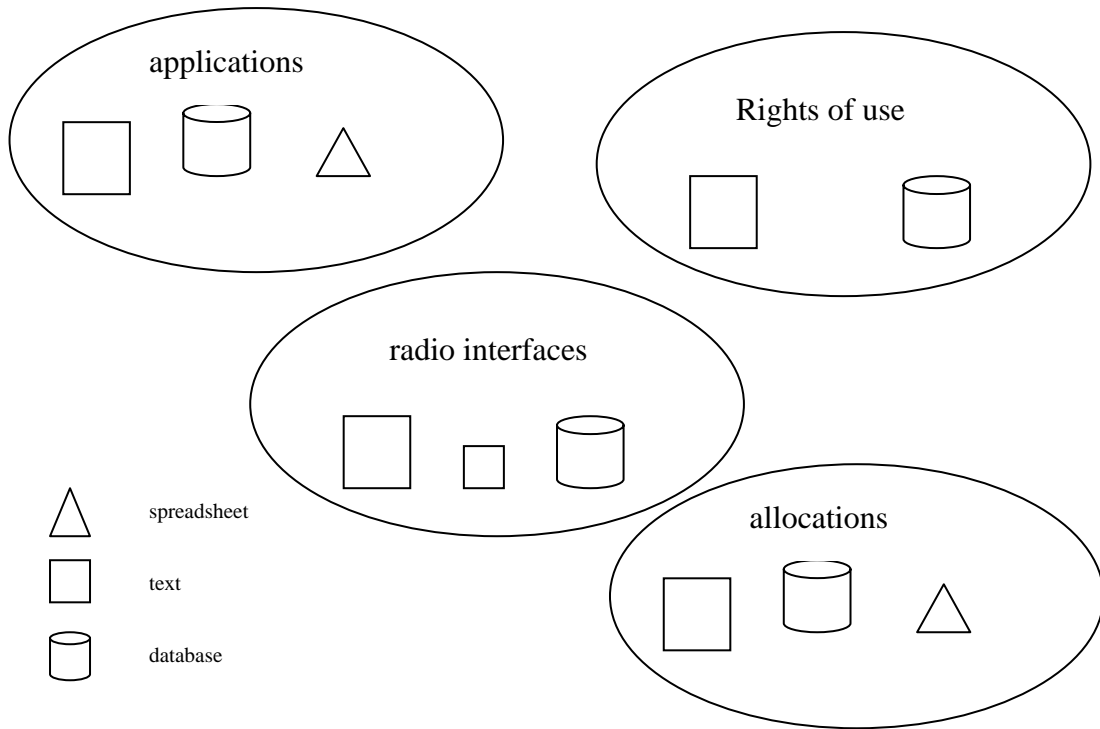 applications
Rights of use
radio interfaces
allocations
spreadsheet
text
database